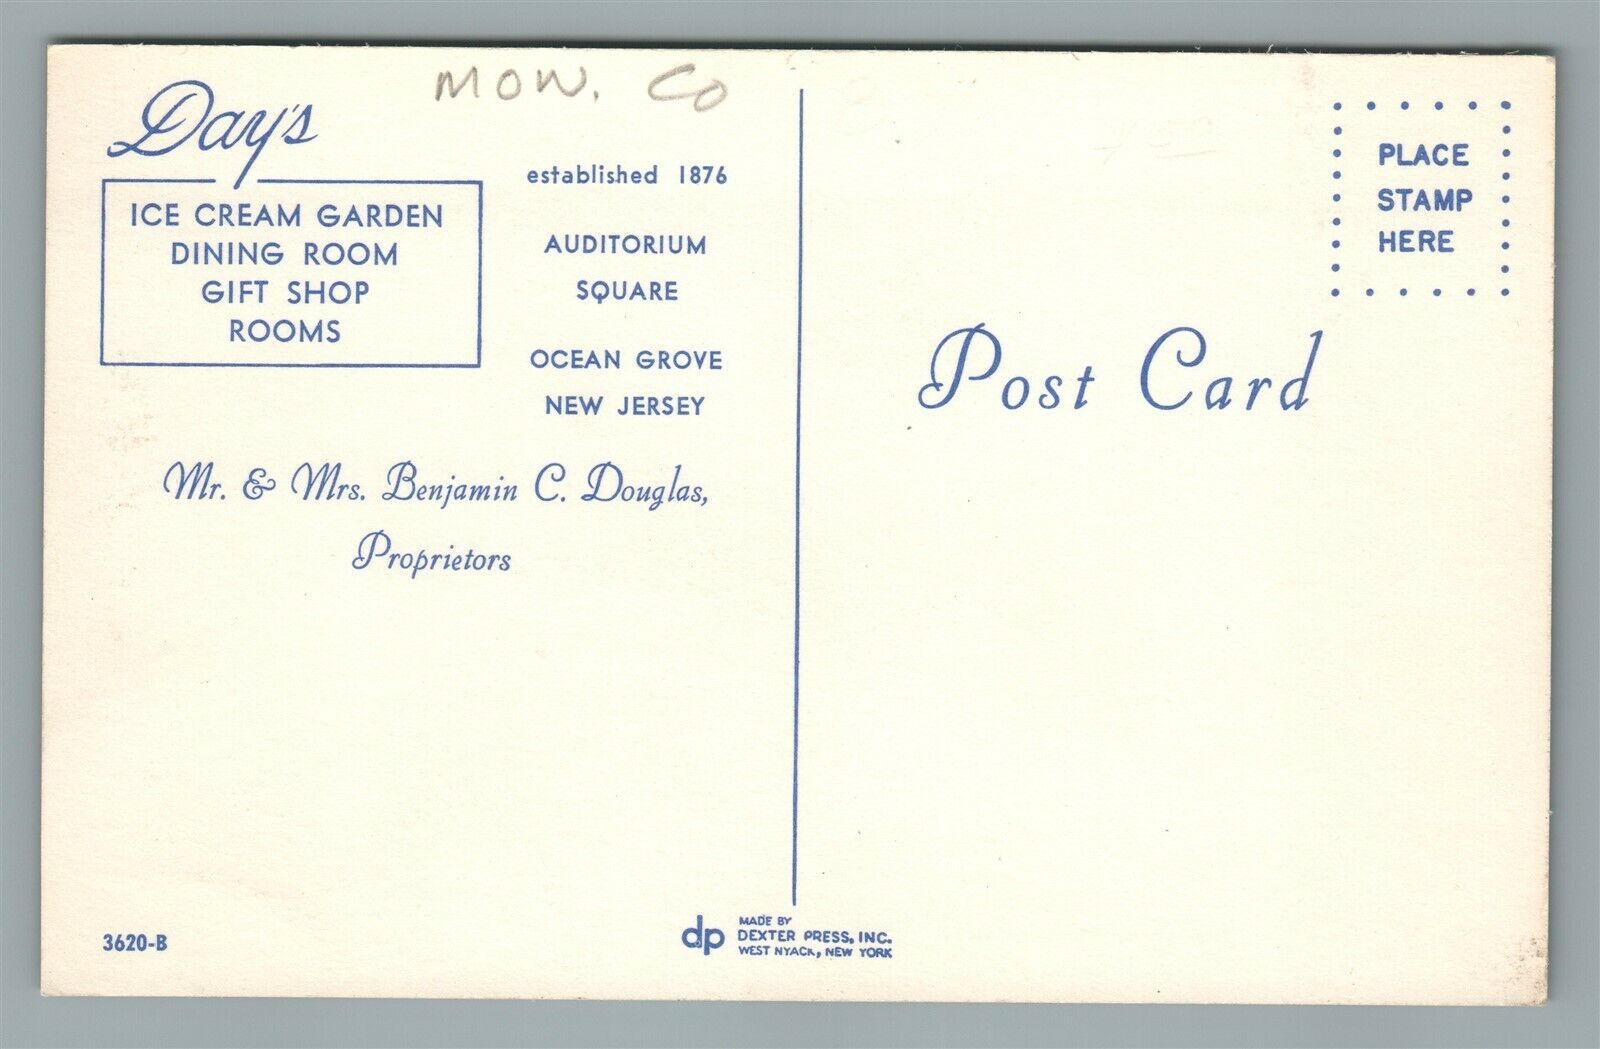 MOW. CO
Day's
ICE CREAM GARDEN
DINING ROOM
GIFT SHOP
ROOMS
established 1876
AUDITORIUM
SQUARE
OCEAN GROVE
NEW JERSEY
Mr. & Mrs. Benjamin C. Douglas,
Proprietors
3620-B
dp
MADE BY
DEXTER PRESS, INC.
WEST NYACK, NEW YORK
Post Card
PLACE
STAMP
HERE